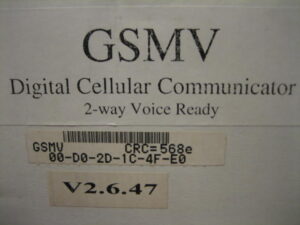 GSMV
Digital Cellular Communicator
2-way Voice Ready
GSMV CRC=568e
00-D0-2D-1C-4F-E0
V2.6.47